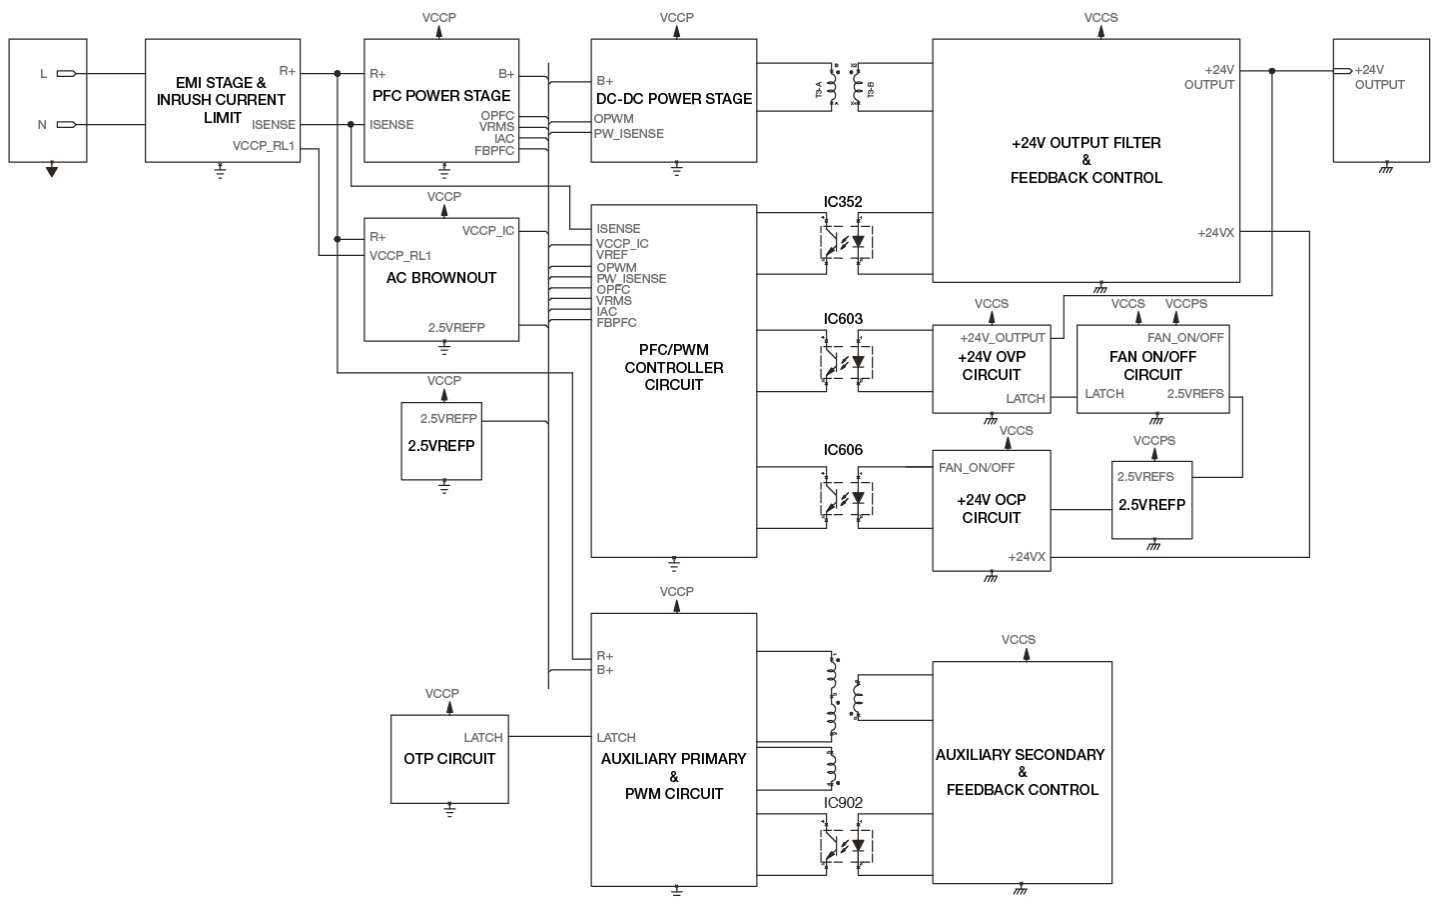 VCCP
VCCP
VCCS
L
N
EMI STAGE &
INRUSH CURRENT
LIMIT
R+
ISENSE
VCCP_RL1
R+
B+
PFC POWER STAGE
ISENSE
OPFC
VRMS
IAC
FBPFC
B+
DC-DC POWER STAGE
OPWM
PW_ISENSE
T3-A
T3-B
+24V
OUTPUT
+24V OUTPUT FILTER
&
FEEDBACK CONTROL
+24VX
+24V
OUTPUT
VCCP
R+
VCCP_IC
VCCP_RL1
AC BROWNOUT
2.5VREFP
ISENSE
VCCP_IC
VREF
OPWM
PW_ISENSE
OPFC
VRMS
IAC
FBPFC
PFC/PWM
CONTROLLER
CIRCUIT
IC352
IC603
IC606
VCCS
+24V_OUTPUT
+24V OVP
CIRCUIT
LATCH
VCCS
VCCPS
FAN_ON/OFF
FAN ON/OFF
CIRCUIT
LATCH
2.5VREFS
VCCP
2.5VREFP
2.5VREFP
VCCS
FAN_ON/OFF
+24V OCP
CIRCUIT
+24VX
VCCPS
2.5VREFS
2.5VREFP
VCCP
R+
B+
LATCH
AUXILIARY PRIMARY
&
PWM CIRCUIT
VCCP
LATCH
OTP CIRCUIT
IC902
VCCS
AUXILIARY SECONDARY
&
FEEDBACK CONTROL